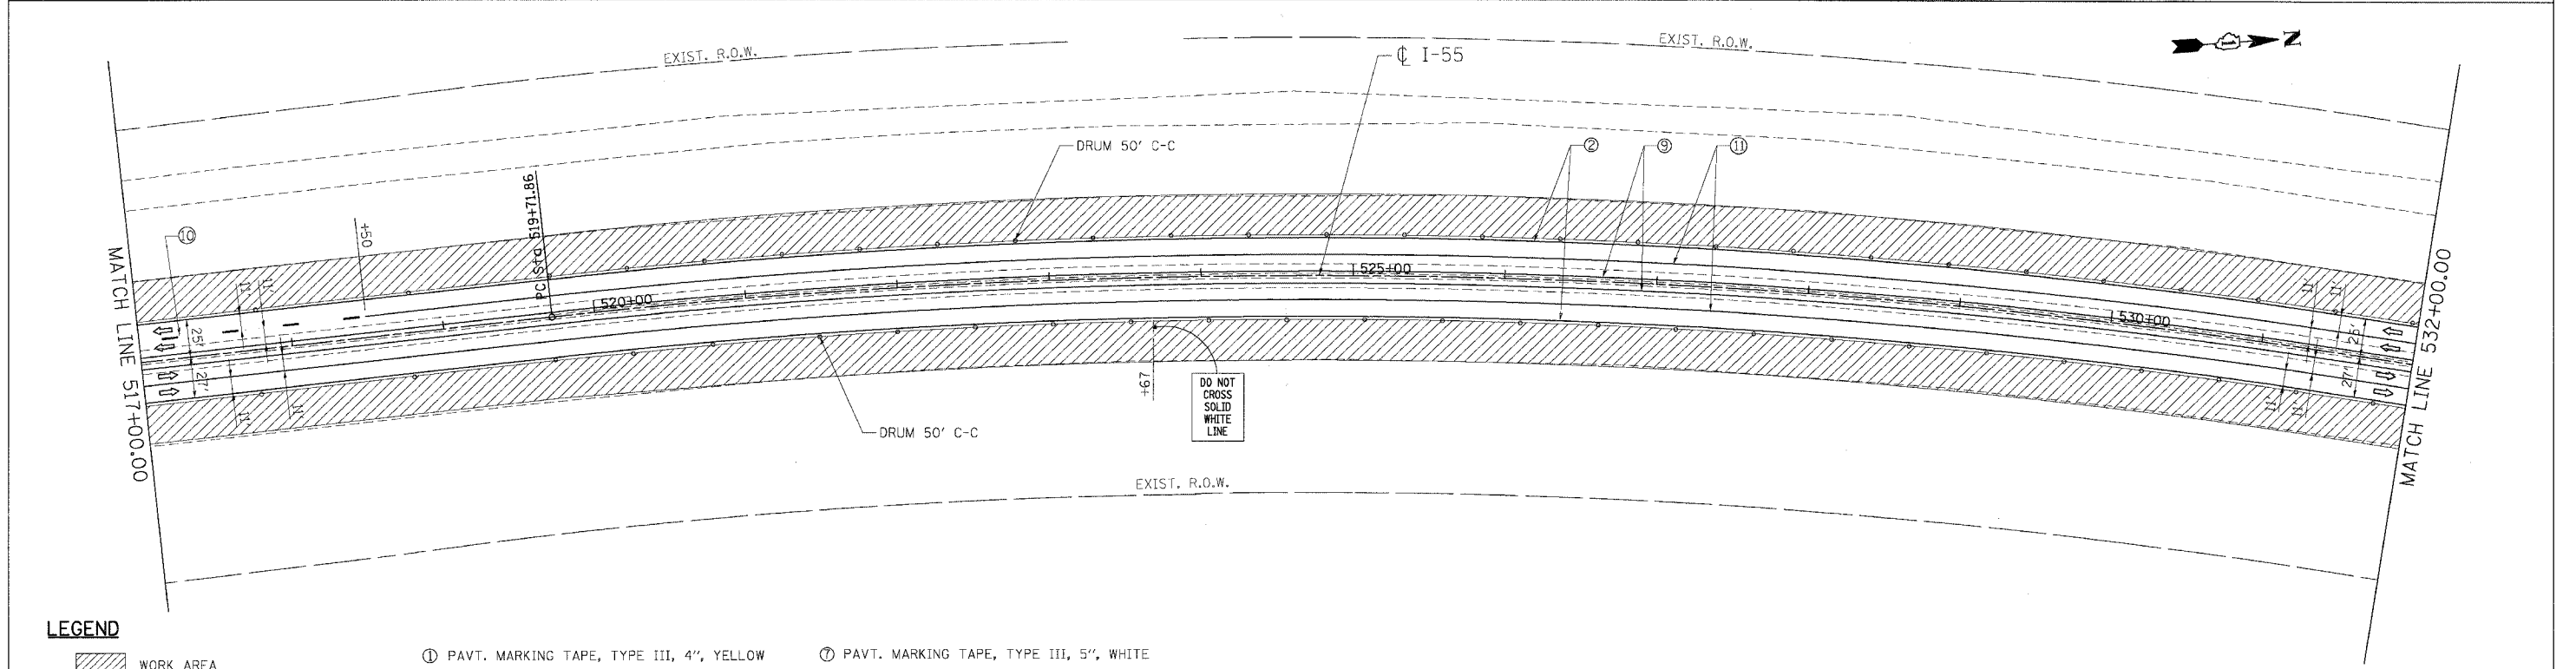 EXIST. R.O.W.
EXIST. R.O.W.
N
℄ I-55
DRUM 50' C-C
②
⑨
⑪
PC Sta 519+71.86
+50
⑩
MATCH LINE 517+00.00
11'
11'
25'
27'
11'
11'
520+00
525+00
530+00
11'
11'
25'
27'
11'
11'
MATCH LINE 532+00.00
+67
DO NOT
CROSS
SOLID
WHITE
LINE
DRUM 50' C-C
EXIST. R.O.W.
LEGEND
WORK AREA
① PAVT. MARKING TAPE, TYPE III, 4", YELLOW
⑦ PAVT. MARKING TAPE, TYPE III, 5", WHITE